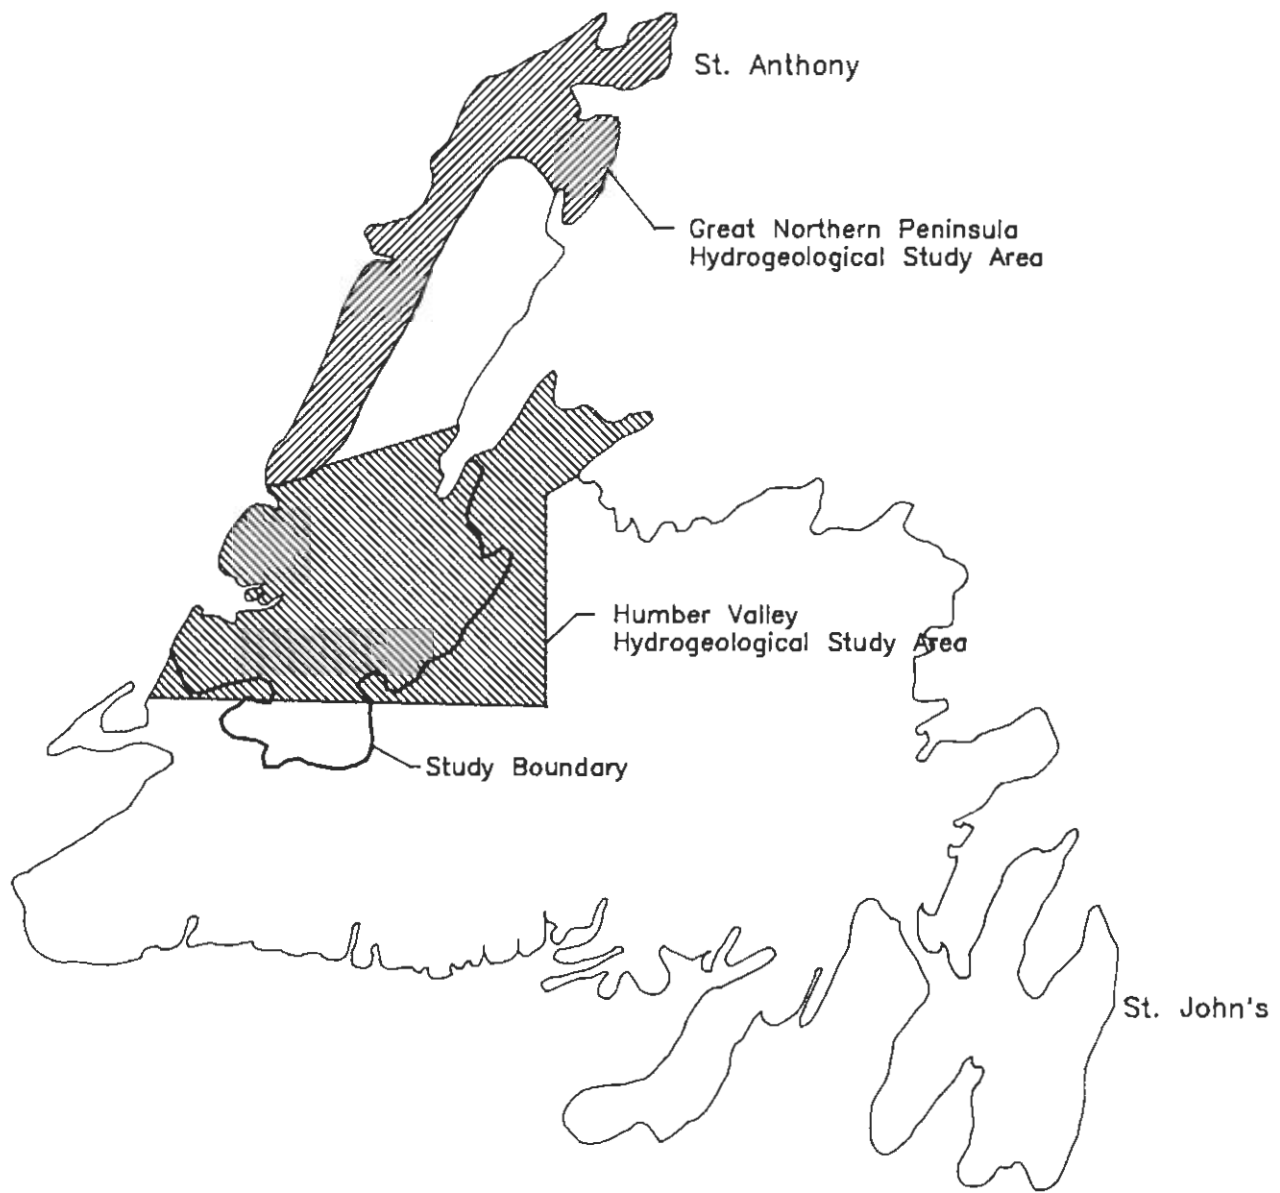 St. Anthony
Great Northern Peninsula
Hydrogeological Study Area
Humber Valley
Hydrogeological Study Area
Study Boundary
St. John's